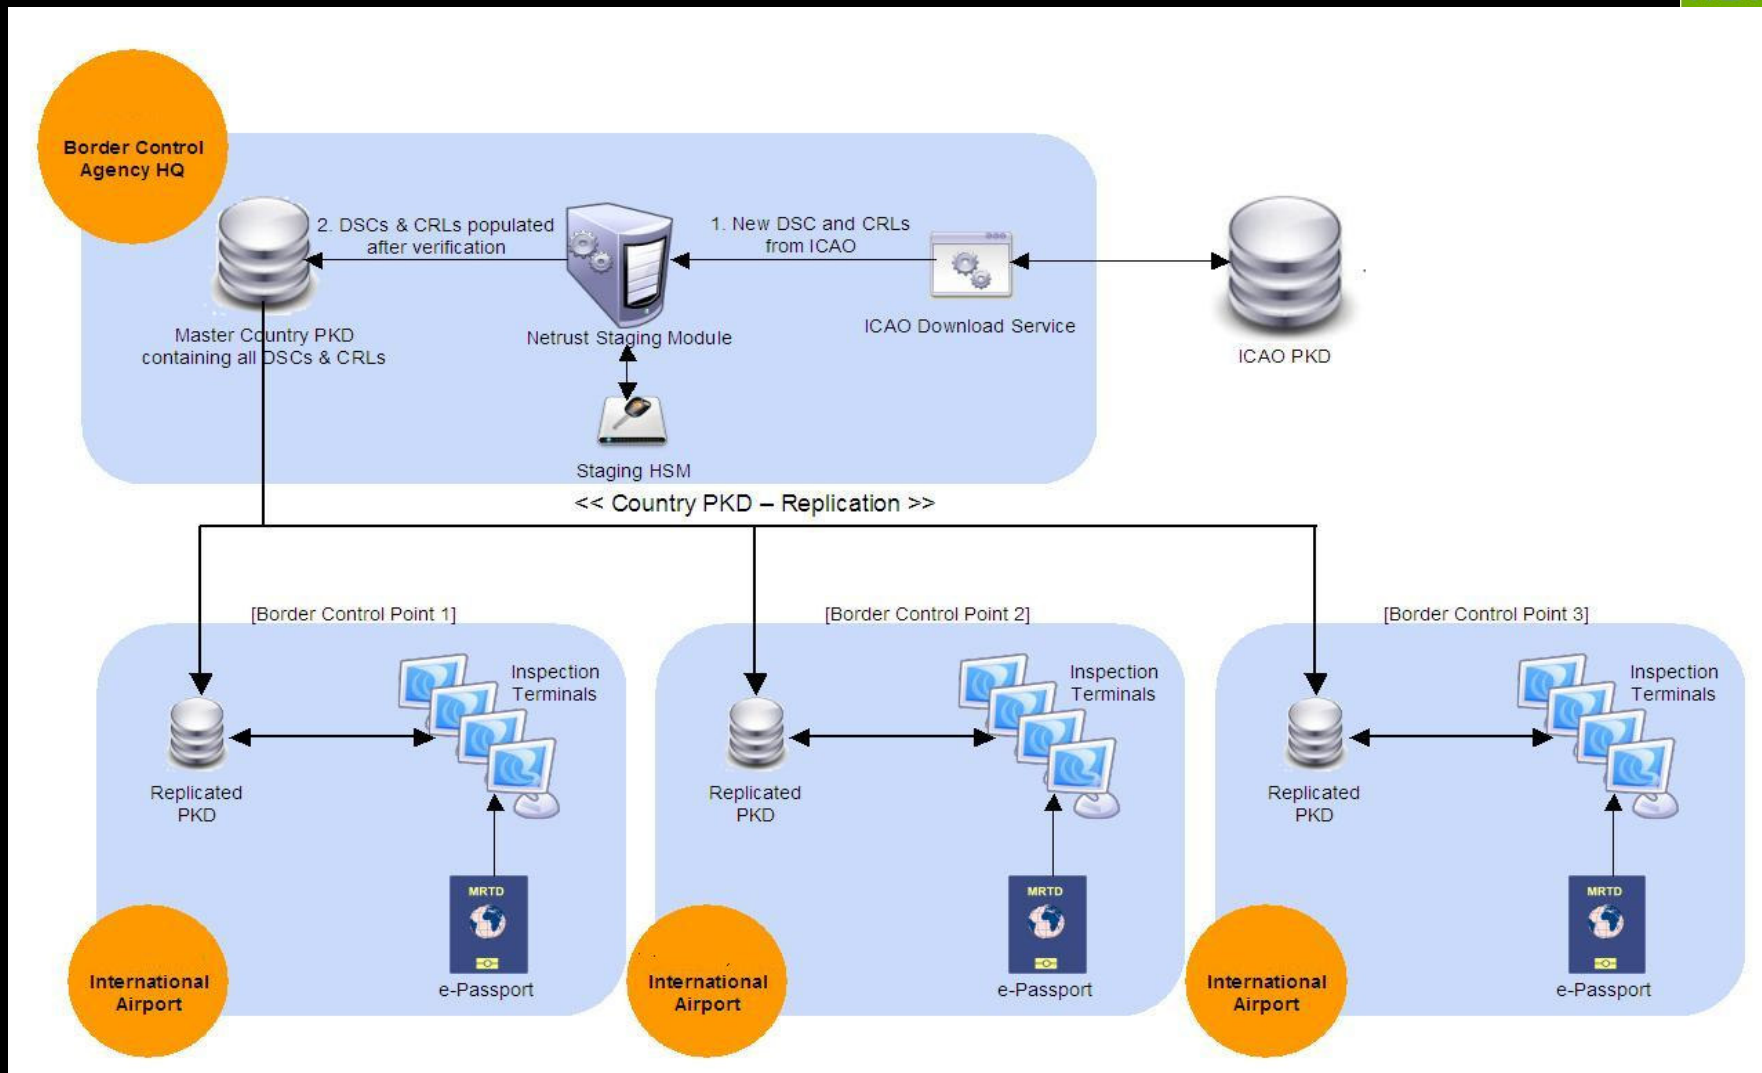 Border Control
Agency HQ
2. DSCs & CRLs populated
after verification
1. New DSC and CRLs
from ICAO
Master Country PKD
containing all DSCs & CRLs
Netrust Staging Module
ICAO Download Service
ICAO PKD
Staging HSM
<< Country PKD – Replication >>
[Border Control Point 1]
[Border Control Point 2]
[Border Control Point 3]
Inspection
Terminals
Inspection
Terminals
Inspection
Terminals
Replicated
PKD
Replicated
PKD
Replicated
PKD
MRTD
MRTD
MRTD
International
Airport
e-Passport
International
Airport
e-Passport
International
Airport
e-Passport